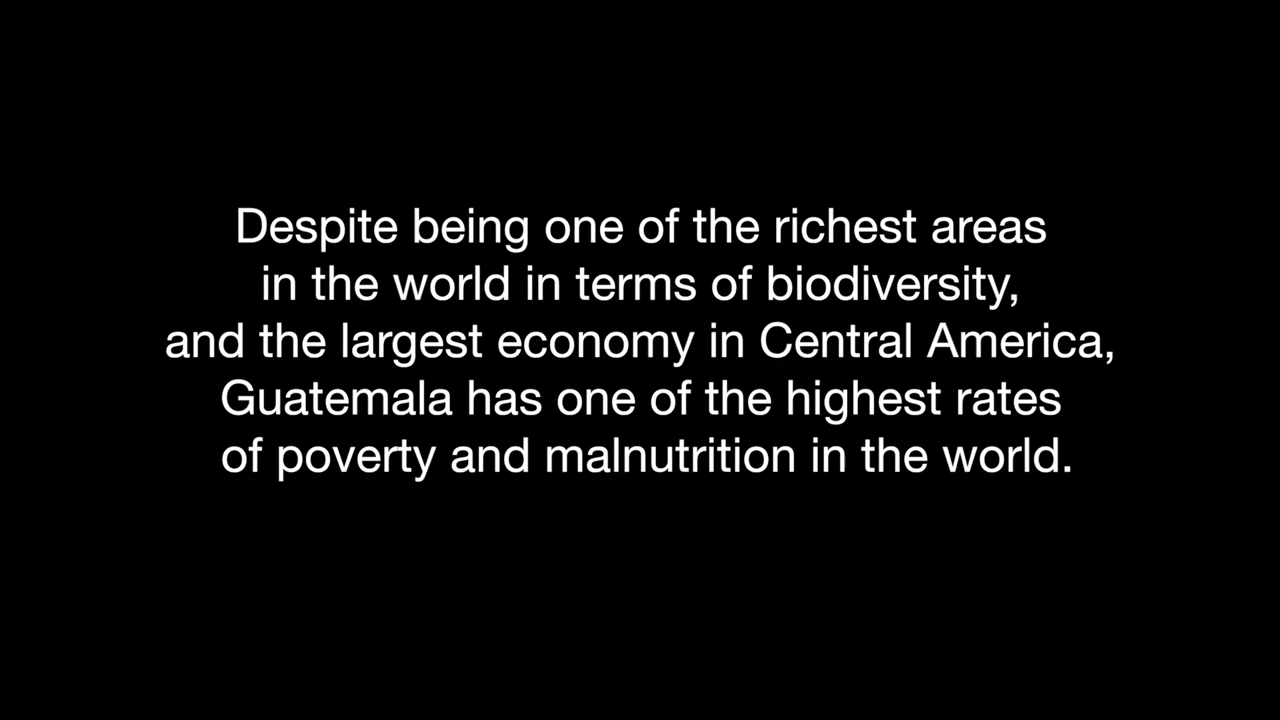 Despite being one of the richest areas
in the world in terms of biodiversity,
and the largest economy in Central America,
Guatemala has one of the highest rates
of poverty and malnutrition in the world.